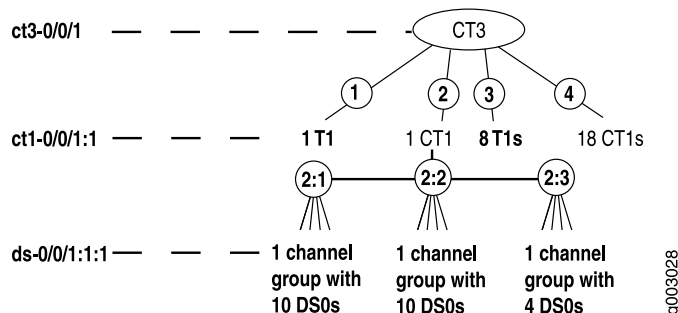 ct3-0/0/1
CT3
1
2
3
4
ct1-0/0/1:1
1 T1
1 CT1
8 T1s
18 CT1s
2:1
2:2
2:3
ds-0/0/1:1:1
1 channel
group with
10 DS0s
1 channel
group with
10 DS0s
1 channel
group with
4 DS0s
g003028